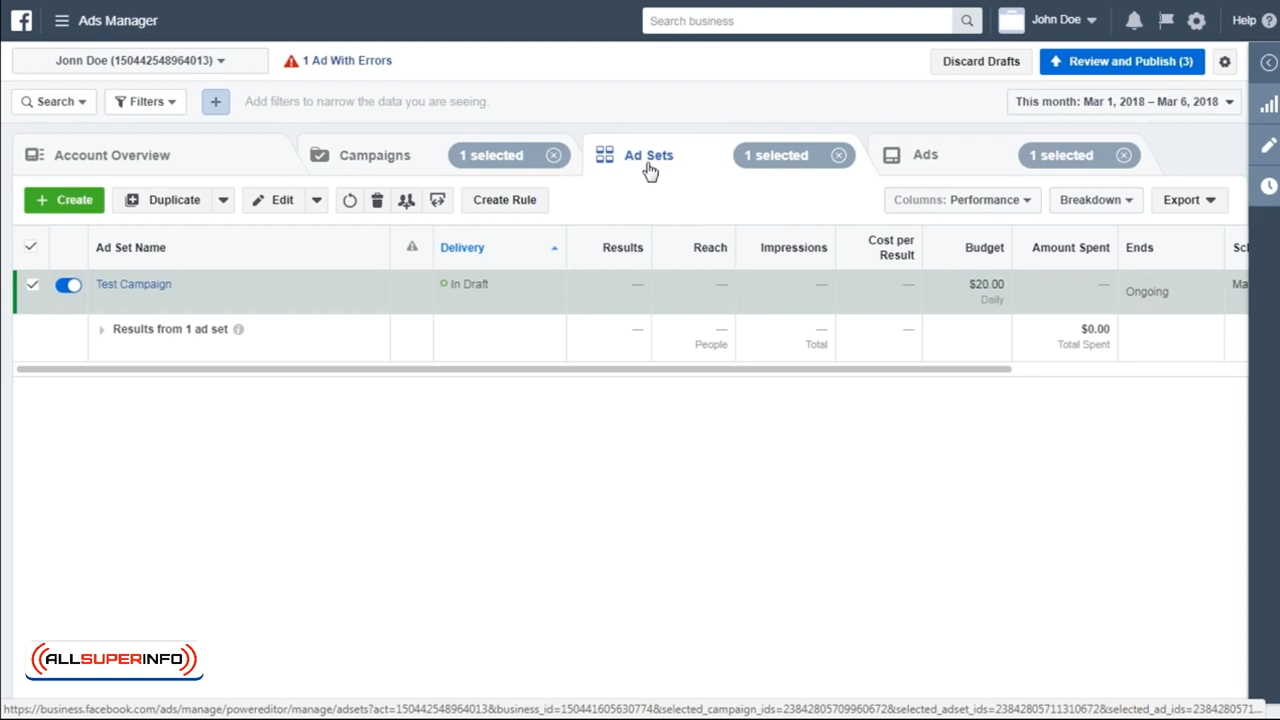 Ads Manager
Search business
John Doe
Help
Jonn Doe (150442548964013)
1 Ad With Errors
Discard Drafts
Review and Publish (3)
Search
Filters
Add filters to narrow the data you are seeing.
This month: Mar 1, 2018 – Mar 6, 2018
Account Overview
Campaigns
1 selected
Ad Sets
1 selected
Ads
1 selected
+ Create
Duplicate
Edit
Create Rule
Columns: Performance
Breakdown
Export
Ad Set Name
Delivery
Results
Reach
Impressions
Cost per
Result
Budget
Amount Spent
Ends
Sc
Test Campaign
In Draft
—
—
—
—
$20.00
Daily
—
Ongoing
Ma
Results from 1 ad set
—
—
People
—
Total
—
$0.00
Total Spent
ALLSUPERINFO
https://business.facebook.com/ads/manage/powereditor/manage/adsets?act=150442548964013&business_id=150441605630774&selected_campaign_ids=23842805709960672&selected_adset_ids=23842805711310672&selected_ad_ids=2384280571...